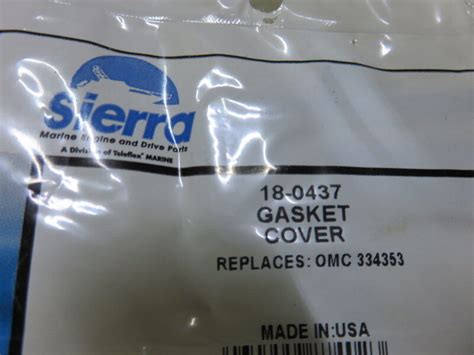 Sierra
Marine Engine and Drive Parts
A Division of Teleflex® MARINE
18-0437
GASKET
COVER
REPLACES: OMC 334353
MADE IN:USA